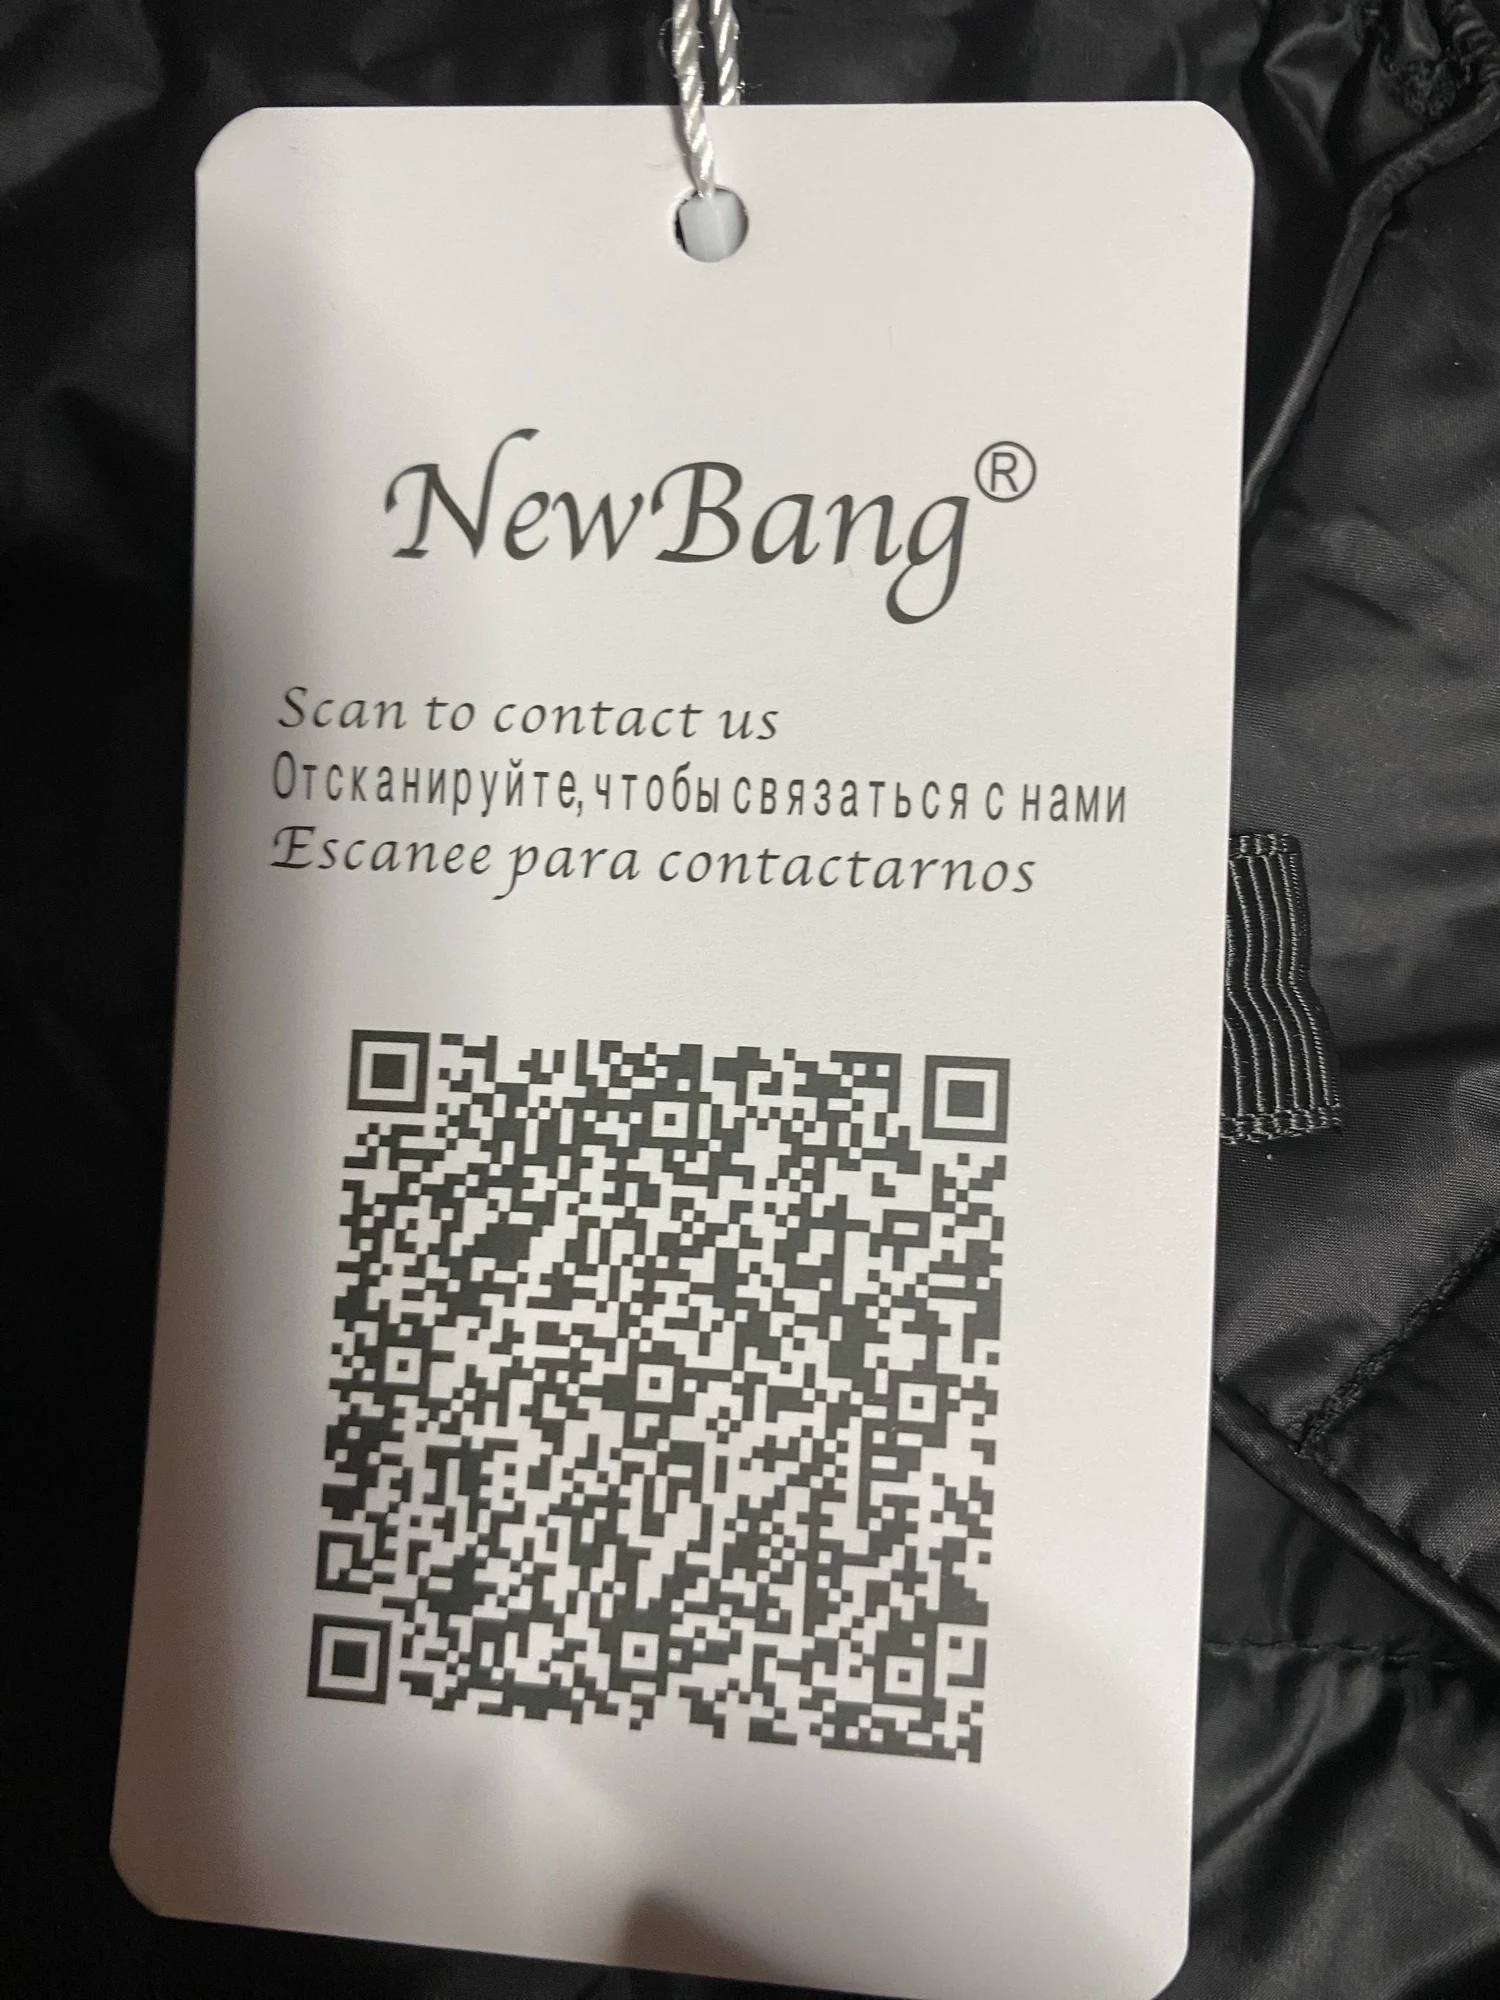 NewBang®
Scan to contact us
Отсканируйте, чтобы связаться с нами
Escanee para contactarnos